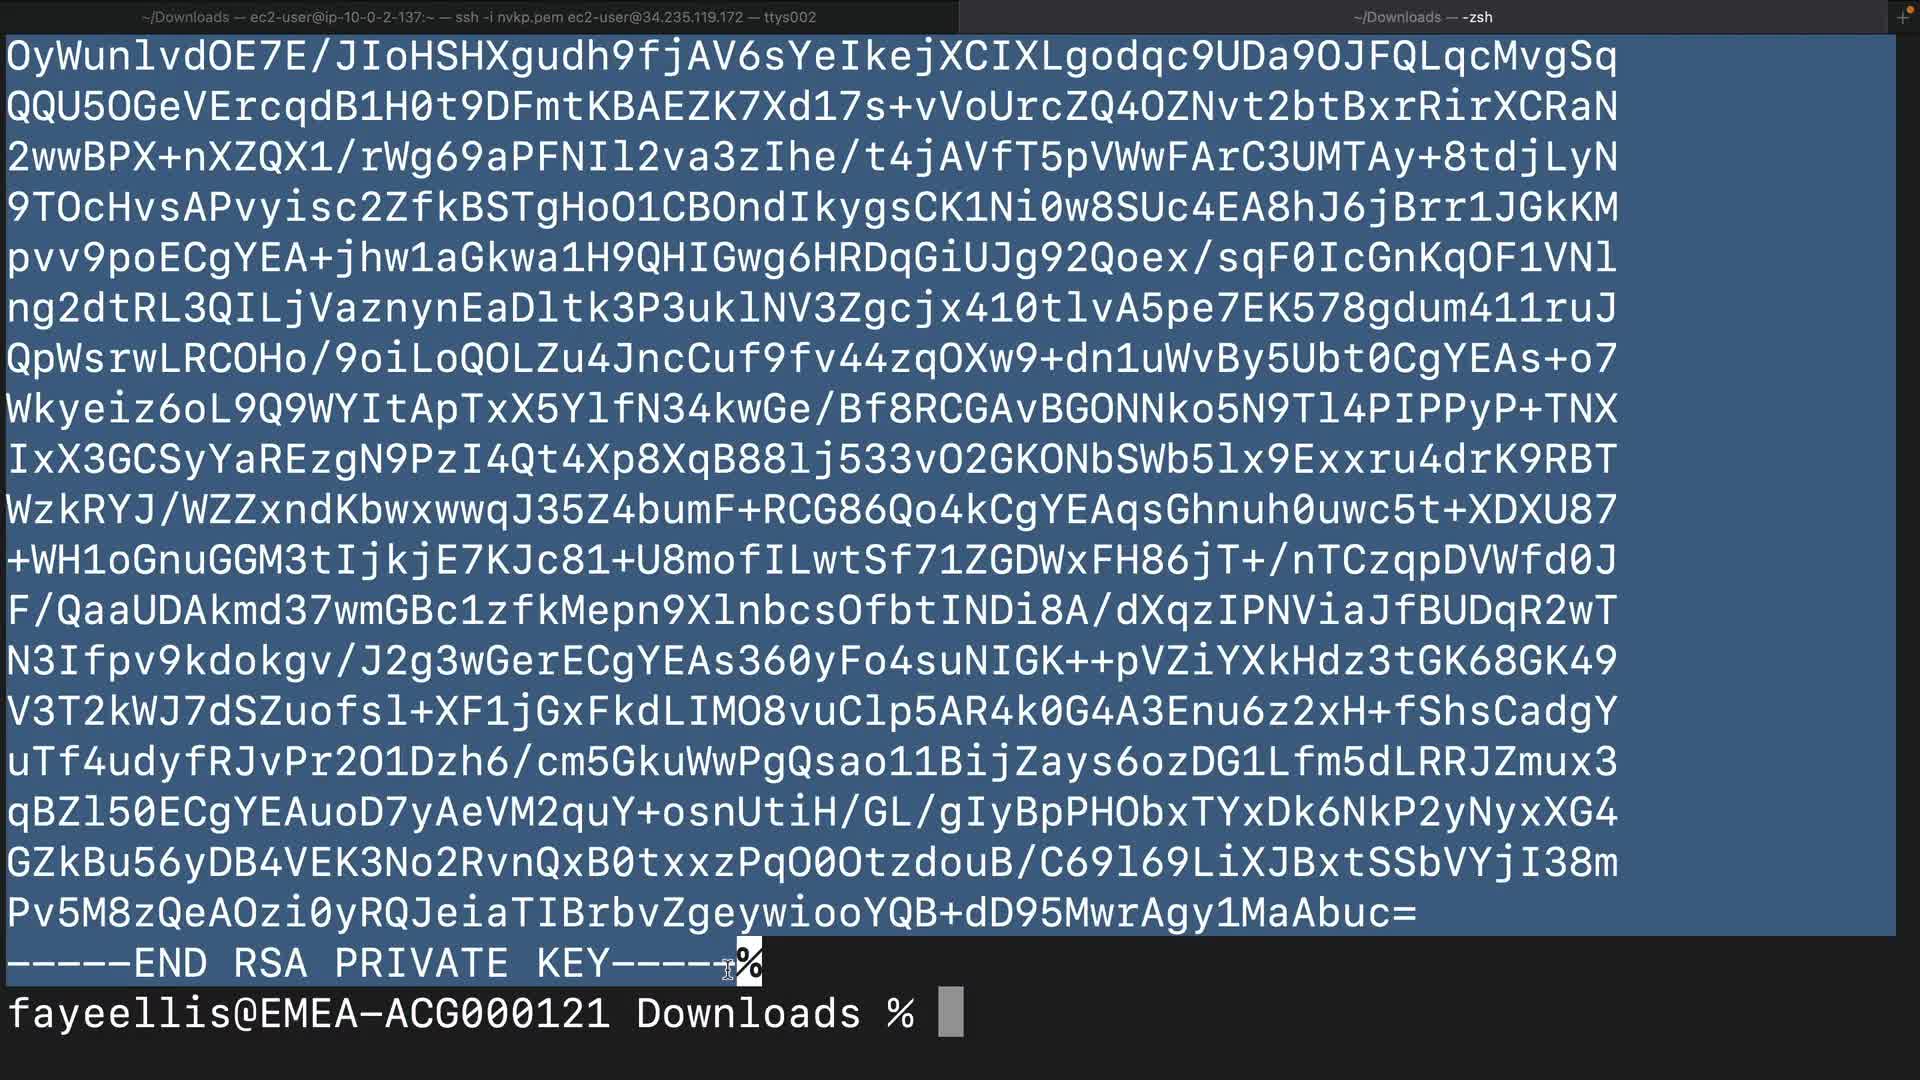 ~/Downloads — ec2-user@ip-10-0-2-137:~ — ssh -i nvkp.pem ec2-user@34.235.119.172 — ttys002
~/Downloads — -zsh
OyWunlvdOE7E/JIoHSHXgudh9fjAV6sYeIkejXCIXLgodqc9UDa9OJFQLqcMvgSq
QQU5OGeVErcqdB1H0t9DFmtKBAEZK7Xd17s+vVoUrcZQ4OZNvt2btBxrRirXCRaN
2wwBPX+nXZQX1/rWg69aPFNIl2va3zIhe/t4jAVfT5pVWwFArC3UMTAy+8tdjLyN
9TOcHvsAPvyisc2ZfkBSTgHoO1CBOndIkygsCK1Ni0w8SUc4EA8hJ6jBrr1JGkKM
pvv9poECgYEA+jhw1aGkwa1H9QHIGwg6HRDqGiUJg92Qoex/sqF0IcGnKqOF1VNl
ng2dtRL3QILjVaznynEaDltk3P3uklNV3Zgcjx410tlvA5pe7EK578gdum411ruJ
QpWsrwLRCOHo/9oiLoQOLZu4JncCuf9fv44zqOXw9+dn1uWvBy5Ubt0CgYEAs+o7
Wkyeiz6oL9Q9WYItApTxX5YlfN34kwGe/Bf8RCGAvBGONNko5N9Tl4PIPPyP+TNX
IxX3GCSyYaREzgN9PzI4Qt4Xp8XqB88lj533vO2GKONbSWb5lx9Exxru4drK9RBT
WzkRYJ/WZZxndKbwxwwqJ35Z4bumF+RCG86Qo4kCgYEAqsGhnuh0uwc5t+XDXU87
+WH1oGnuGGM3tIjkjE7KJc81+U8mofILwtSf71ZGDWxFH86jT+/nTCzqpDVWfd0J
F/QaaUDAkmd37wmGBc1zfkMepn9XlnbcsOfbtINDi8A/dXqzIPNViaJfBUDqR2wT
N3Ifpv9kdokgv/J2g3wGerECgYEAs360yFo4suNIGK++pVZiYXkHdz3tGK68GK49
V3T2kWJ7dSZuofsl+XF1jGxFkdLIMO8vuClp5AR4k0G4A3Enu6z2xH+fShsCadgY
uTf4udyfRJvPr2O1Dzh6/cm5GkuWwPgQsao11BijZays6ozDG1Lfm5dLRRJZmux3
qBZl50ECgYEAuoD7yAeVM2quY+osnUtiH/GL/gIyBpPHObxTYxDk6NkP2yNyxXG4
GZkBu56yDB4VEK3No2RvnQxB0txxzPqO0OtzdouB/C69l69LiXJBxtSSbVYjI38m
Pv5M8zQeAOzi0yRQJeiaTIBrbvZgeywiooYQB+dD95MwrAgy1MaAbuc=
-----END RSA PRIVATE KEY-----%
fayeellis@EMEA-ACG000121 Downloads %